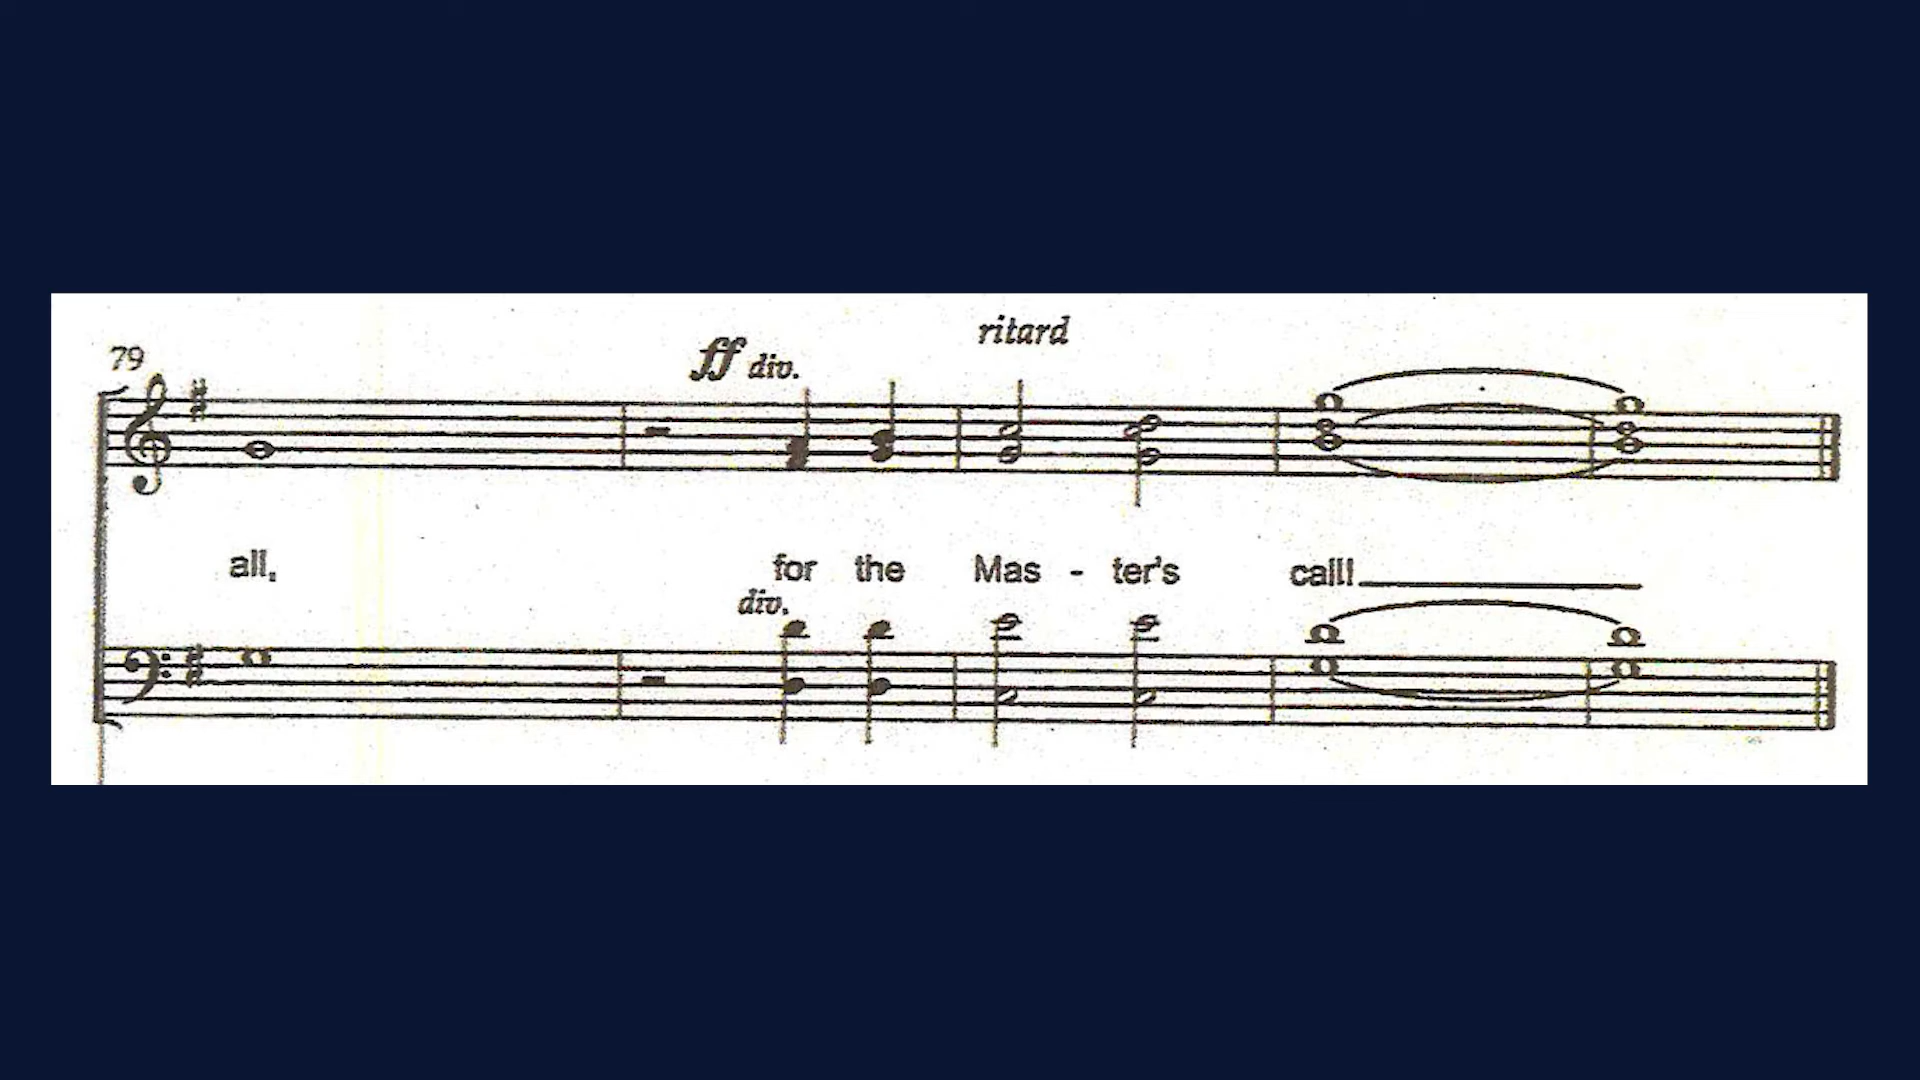 ritard
79
ff div.
all, for the Mas - ter's call!
div.